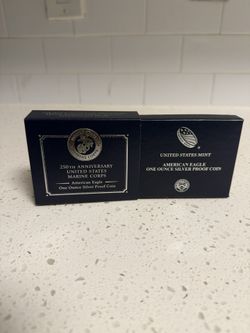 250TH ANNIVERSARY
UNITED STATES
MARINE CORPS
American Eagle
One Ounce Silver Proof Coin
UNITED STATES MINT
AMERICAN EAGLE
ONE OUNCE SILVER PROOF COIN